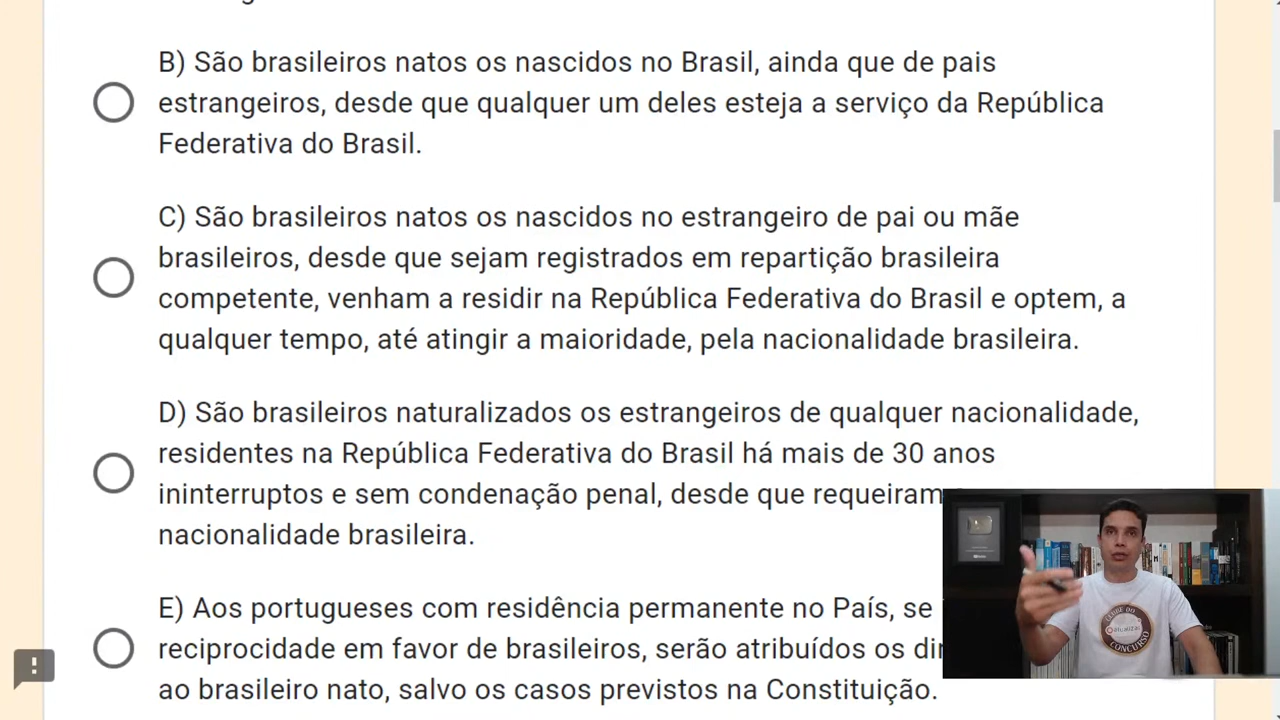 B) São brasileiros natos os nascidos no Brasil, ainda que de pais
estrangeiros, desde que qualquer um deles esteja a serviço da República
Federativa do Brasil.
C) São brasileiros natos os nascidos no estrangeiro de pai ou mãe
brasileiros, desde que sejam registrados em repartição brasileira
competente, venham a residir na República Federativa do Brasil e optem, a
qualquer tempo, até atingir a maioridade, pela nacionalidade brasileira.
D) São brasileiros naturalizados os estrangeiros de qualquer nacionalidade,
residentes na República Federativa do Brasil há mais de 30 anos
ininterruptos e sem condenação penal, desde que requeiram
nacionalidade brasileira.
E) Aos portugueses com residência permanente no País, se
reciprocidade em favor de brasileiros, serão atribuídos os
ao brasileiro nato, salvo os casos previstos na Constituição.
CLUBE DO
CONCURSO